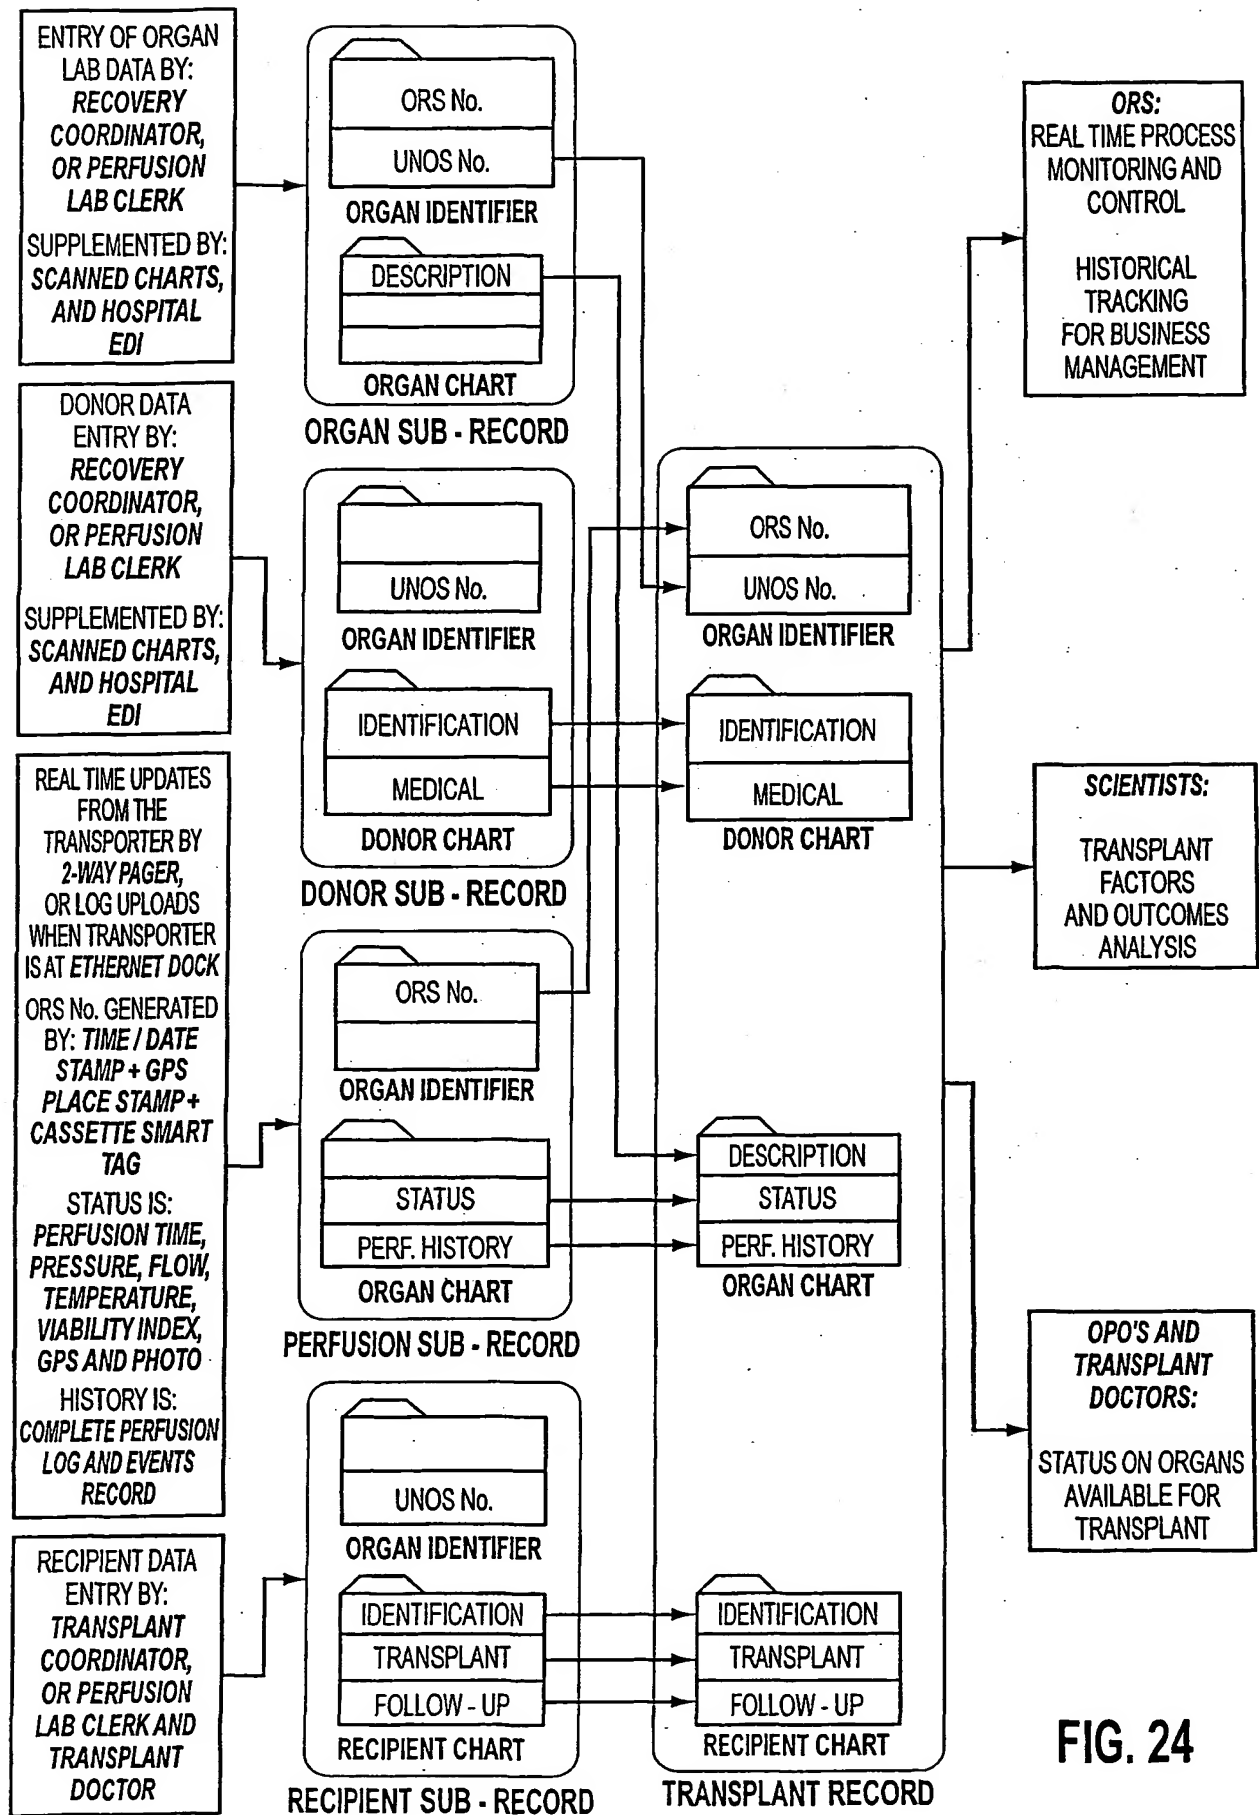 ENTRY OF ORGAN
LAB DATA BY:
RECOVERY
COORDINATOR,
OR PERFUSION
LAB CLERK
SUPPLEMENTED BY:
SCANNED CHARTS,
AND HOSPITAL
EDI
DONOR DATA
ENTRY BY:
RECOVERY
COORDINATOR,
OR PERFUSION
LAB CLERK
SUPPLEMENTED BY:
SCANNED CHARTS,
AND HOSPITAL
EDI
REAL TIME UPDATES
FROM THE
TRANSPORTER BY
2-WAY PAGER,
OR LOG UPLOADS
WHEN TRANSPORTER
IS AT ETHERNET DOCK
ORS No. GENERATED
BY: TIME / DATE
STAMP + GPS
PLACE STAMP +
CASSETTE SMART
TAG
STATUS IS:
PERFUSION TIME,
PRESSURE, FLOW,
TEMPERATURE,
VIABILITY INDEX,
GPS AND PHOTO
HISTORY IS:
COMPLETE PERFUSION
LOG AND EVENTS
RECORD
RECIPIENT DATA
ENTRY BY:
TRANSPLANT
COORDINATOR,
OR PERFUSION
LAB CLERK AND
TRANSPLANT
DOCTOR
ORS No.
UNOS No.
ORGAN IDENTIFIER
DESCRIPTION
ORGAN CHART
ORGAN SUB - RECORD
UNOS No.
ORGAN IDENTIFIER
IDENTIFICATION
MEDICAL
DONOR CHART
DONOR SUB - RECORD
ORS No.
ORGAN IDENTIFIER
STATUS
PERF. HISTORY
ORGAN CHART
PERFUSION SUB - RECORD
UNOS No.
ORGAN IDENTIFIER
IDENTIFICATION
TRANSPLANT
FOLLOW - UP
RECIPIENT CHART
RECIPIENT SUB - RECORD
ORS No.
UNOS No.
ORGAN IDENTIFIER
IDENTIFICATION
MEDICAL
DONOR CHART
DESCRIPTION
STATUS
PERF. HISTORY
ORGAN CHART
IDENTIFICATION
TRANSPLANT
FOLLOW - UP
RECIPIENT CHART
TRANSPLANT RECORD
ORS:
REAL TIME PROCESS
MONITORING AND
CONTROL
HISTORICAL
TRACKING
FOR BUSINESS
MANAGEMENT
SCIENTISTS:
TRANSPLANT
FACTORS
AND OUTCOMES
ANALYSIS
OPO'S AND
TRANSPLANT
DOCTORS:
STATUS ON ORGANS
AVAILABLE FOR
TRANSPLANT
FIG. 24